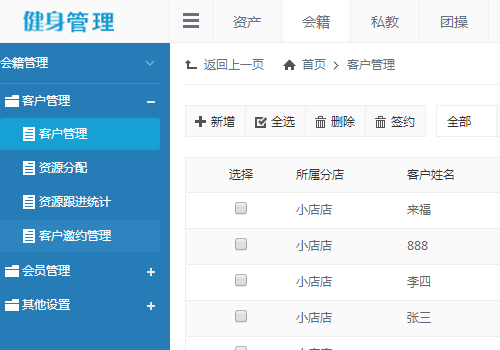 健身管理
资产 会籍 私教 团操
会籍管理
返回上一页 首页 > 客户管理
客户管理
新增 全选 删除 签约 全部
客户管理
资源分配
资源跟进统计
客户邀约管理
会员管理
其他设置
选择 所属分店 客户姓名
小店店 来福
小店店 888
小店店 李四
小店店 张三